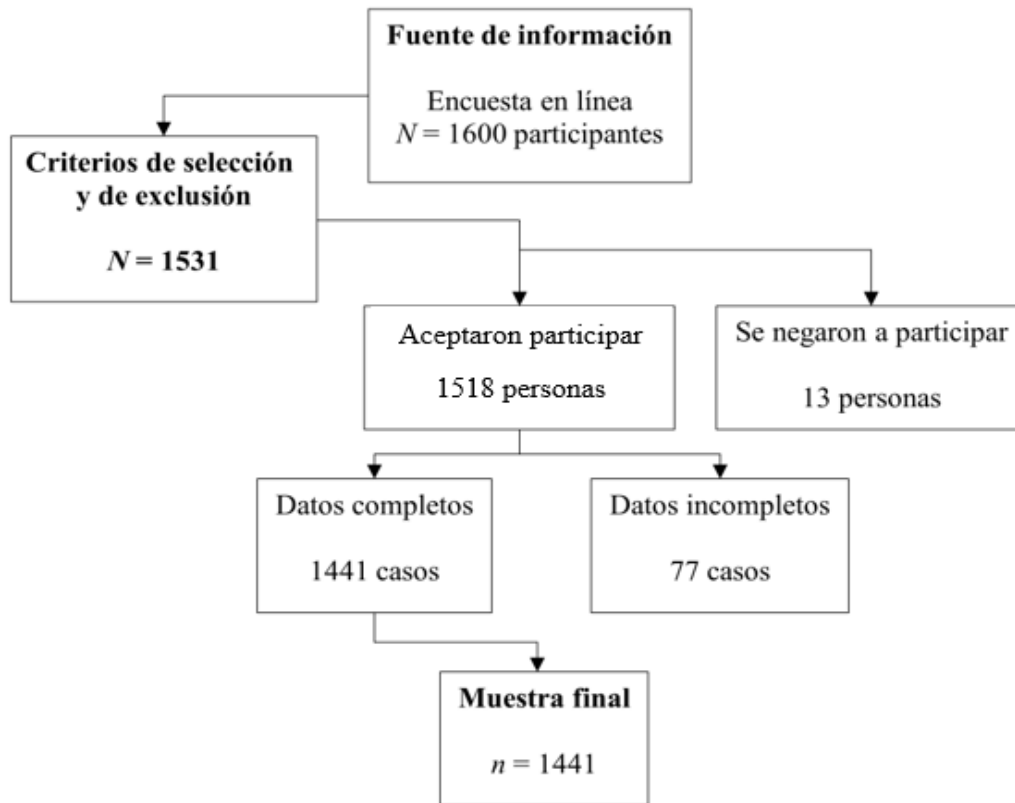 Fuente de información
Encuesta en línea
N = 1600 participantes
Criterios de selección
y de exclusión
N = 1531
Aceptaron participar
1518 personas
Se negaron a participar
13 personas
Datos completos
1441 casos
Datos incompletos
77 casos
Muestra final
n = 1441